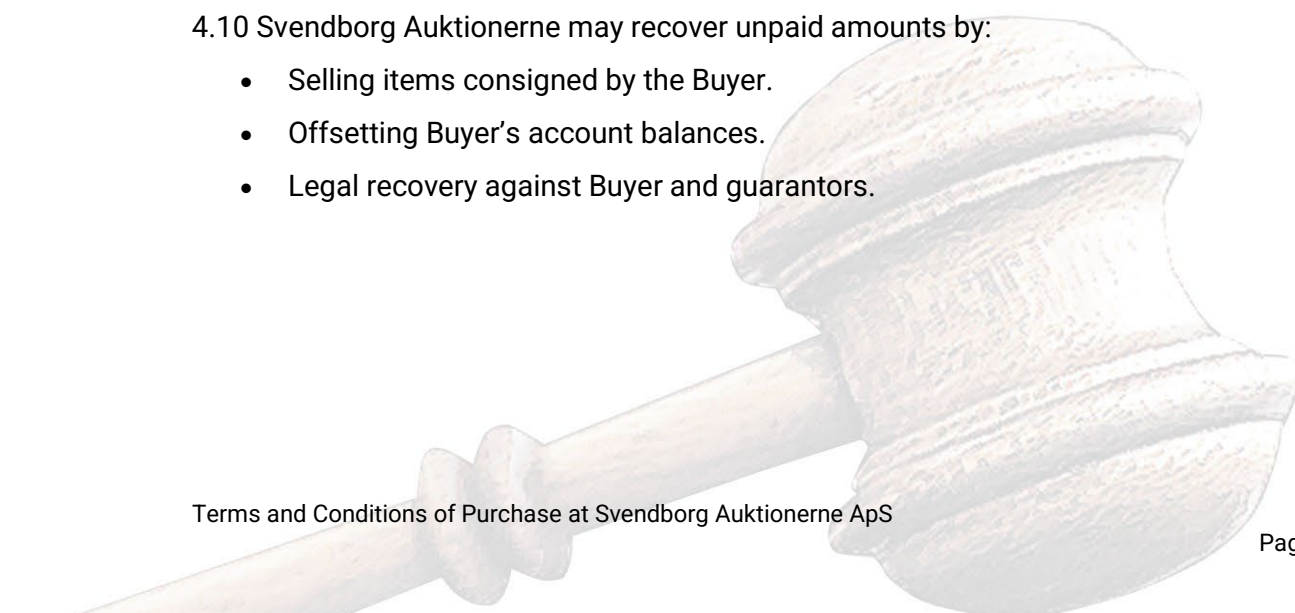 4.10 Svendborg Auktionerne may recover unpaid amounts by:
• Selling items consigned by the Buyer.
• Offsetting Buyer’s account balances.
• Legal recovery against Buyer and guarantors.
Terms and Conditions of Purchase at Svendborg Auktionerne ApS